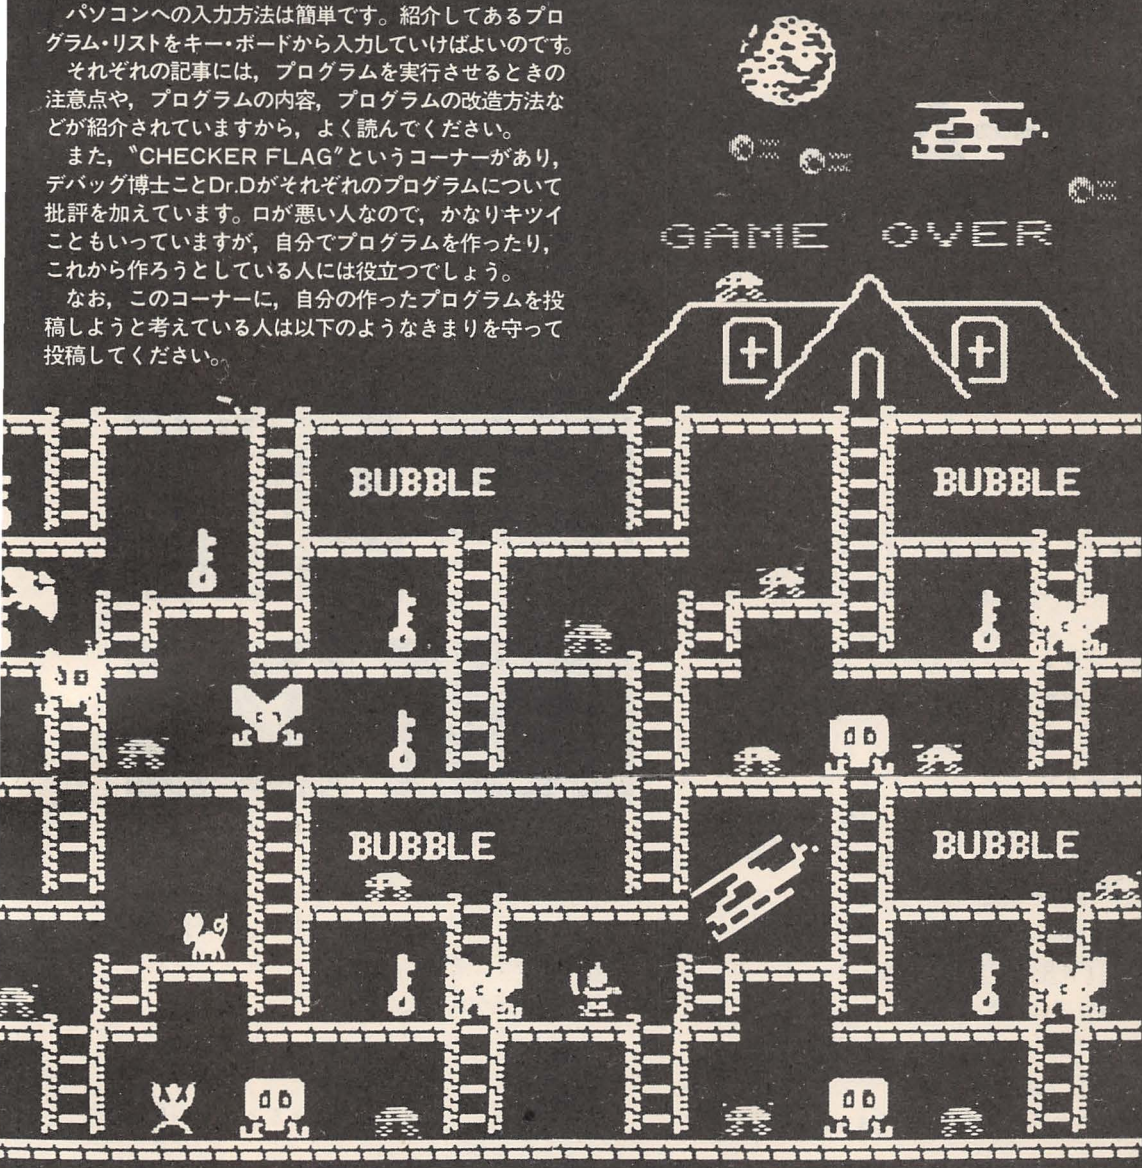 パソコンへの入力方法は簡単です。紹介してあるプロ
グラム・リストをキー・ボードから入力していけばよいのです。
それぞれの記事には，プログラムを実行させるときの
注意点や，プログラムの内容，プログラムの改造方法な
どが紹介されていますから，よく読んでください。
また，〝CHECKER FLAG〟というコーナーがあり，
デバッグ博士ことDr.Dがそれぞれのプログラムについて
批評を加えています。口が悪い人なので，かなりキツイ
こともいっていますが，自分でプログラムを作ったり，
これから作ろうとしている人には役立つでしょう。
なお，このコーナーに，自分の作ったプログラムを投
稿しようと考えている人は以下のようなきまりを守って
投稿してください。
GAME OVER
BUBBLE
BUBBLE
BUBBLE
BUBBLE